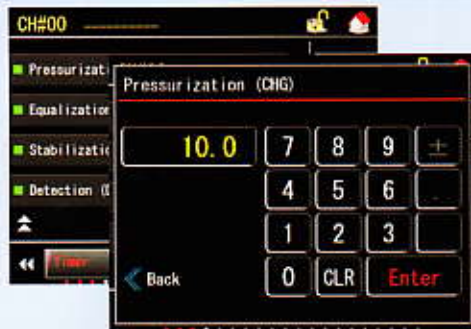 CH#00
Pressurizati
Equalization
Stabilizatio
Detection (D
Timer
Pressurization (CHG)
10.0
7 8 9 ±
4 5 6 .
1 2 3
0 CLR Enter
Back